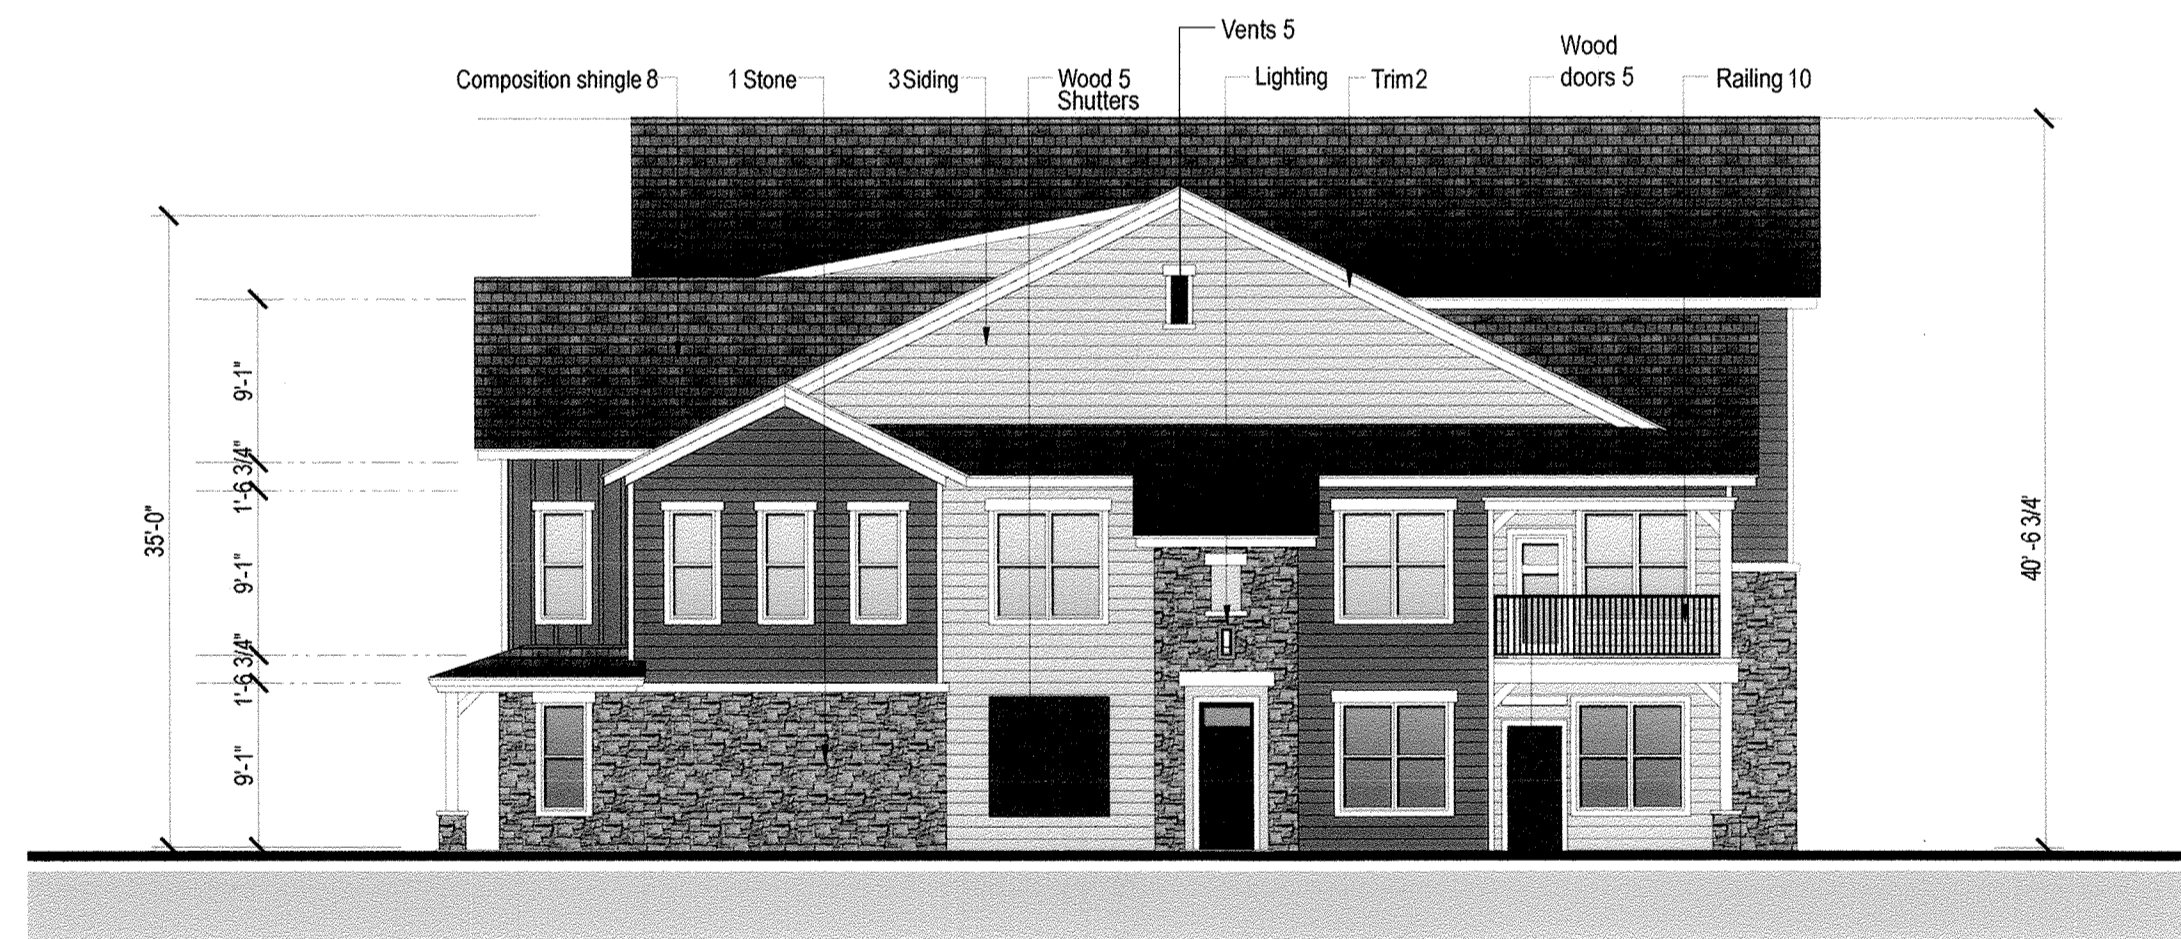 Vents 5
Composition shingle 8
1 Stone
3 Siding
Wood 5
Shutters
Lighting
Trim 2
Wood
doors 5
Railing 10
9'-1"
1'-6 3/4"
9'-1"
1'-6 3/4"
9'-1"
35'-0"
40' -6 3/4'